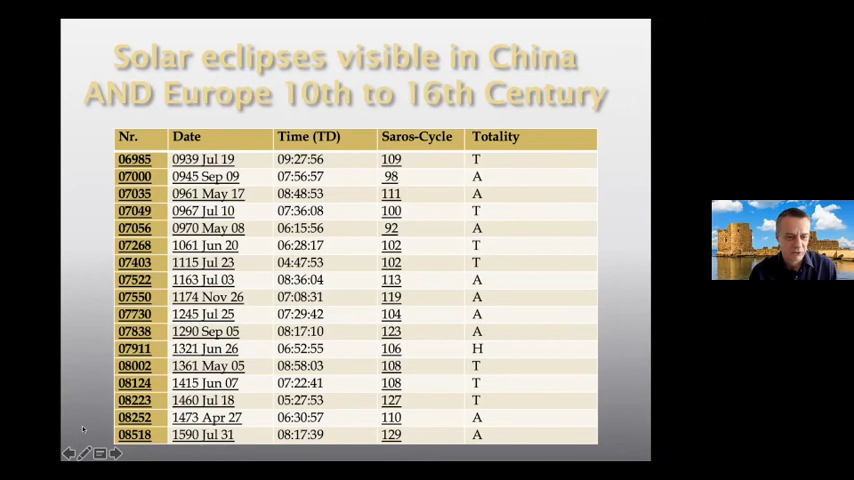 Solar eclipses visible in China
AND Europe 10th to 16th Century
Nr. Date Time (TD) Saros-Cycle Totality
06985 0939 Jul 19 09:27:56 109 T
07000 0945 Sep 09 07:56:57 98 A
07035 0961 May 17 08:48:53 111 A
07049 0967 Jul 10 07:36:08 100 T
07056 0970 May 08 06:15:56 92 A
07268 1061 Jun 20 06:28:17 102 T
07403 1115 Jul 23 04:47:53 102 T
07522 1163 Jul 03 08:36:04 113 A
07550 1174 Nov 26 07:08:31 119 A
07730 1245 Jul 25 07:29:42 104 A
07838 1290 Sep 05 08:17:10 123 A
07911 1321 Jun 26 06:52:55 106 H
08002 1361 May 05 08:58:03 108 T
08124 1415 Jun 07 07:22:41 108 T
08223 1460 Jul 18 05:27:53 127 T
08252 1473 Apr 27 06:30:57 110 A
08518 1590 Jul 31 08:17:39 129 A